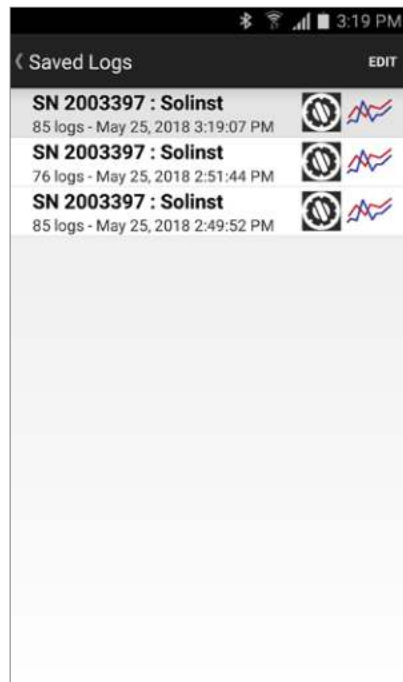 3:19 PM
Saved Logs EDIT
SN 2003397 : Solinst
85 logs - May 25, 2018 3:19:07 PM
SN 2003397 : Solinst
76 logs - May 25, 2018 2:51:44 PM
SN 2003397 : Solinst
85 logs - May 25, 2018 2:49:52 PM